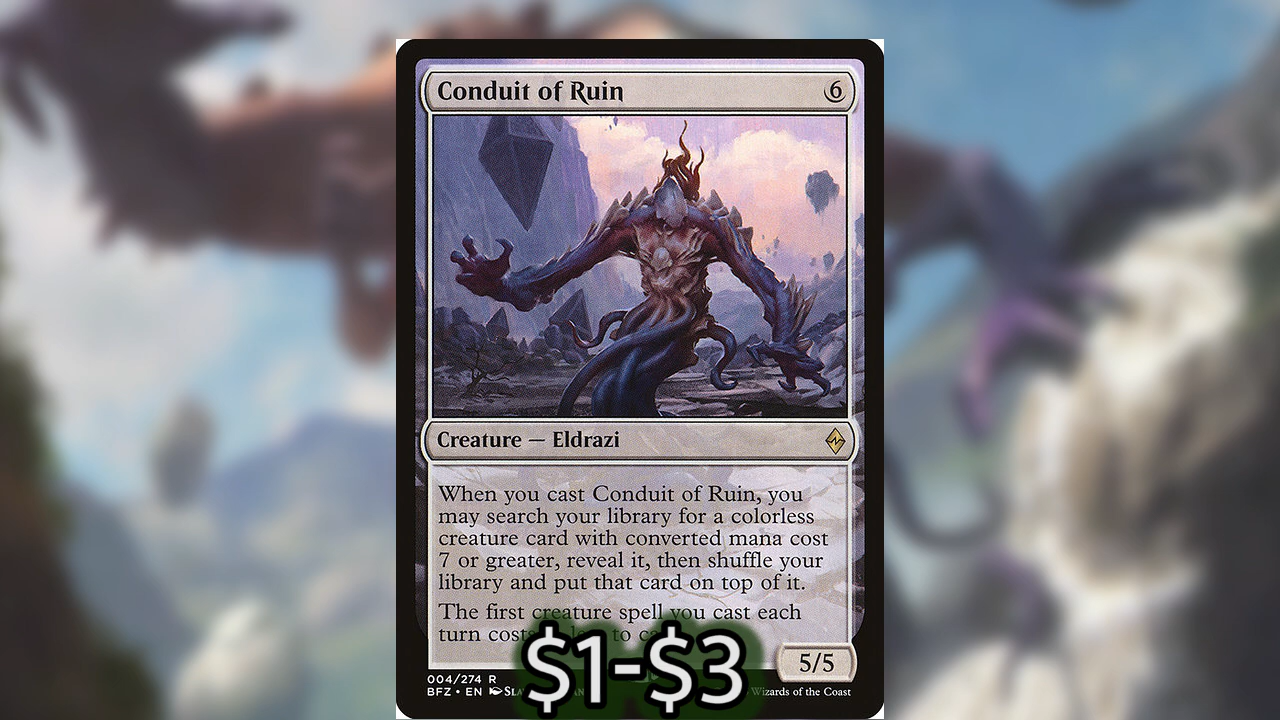 Conduit of Ruin 6
Creature — Eldrazi
When you cast Conduit of Ruin, you
may search your library for a colorless
creature card with converted mana cost
7 or greater, reveal it, then shuffle your
library and put that card on top of it.
The first creature spell you cast each
turn costs to
$1-$3
5/5
004/274 R
BFZ • EN
Wizards of the Coast